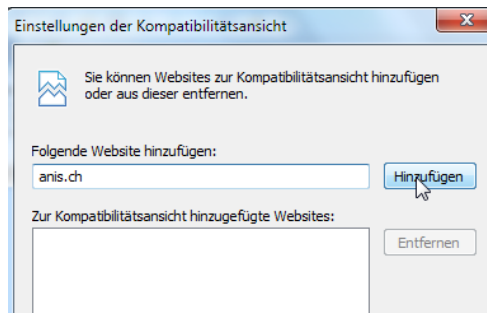 Einstellungen der Kompatibilitätsansicht
Sie können Websites zur Kompatibilitätsansicht hinzufügen
oder aus dieser entfernen.
Folgende Website hinzufügen:
anis.ch
Hinzufügen
Zur Kompatibilitätsansicht hinzugefügte Websites:
Entfernen